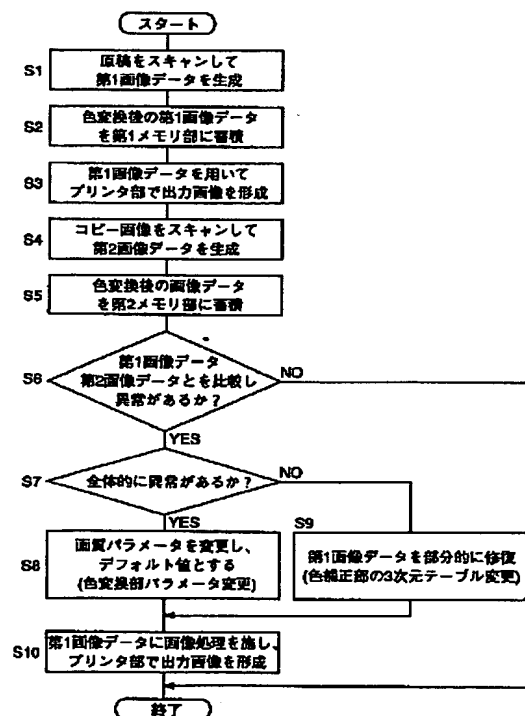 スタート
S1
原稿をスキャンして
第1画像データを生成
S2
色変換後の第1画像データ
を第1メモリ部に蓄積
S3
第1画像データを用いて
プリンタ部で出力画像を形成
S4
コピー画像をスキャンして
第2画像データを生成
S5
色変換後の画像データ
を第2メモリ部に蓄積
S6
第1画像データ
第2画像データとを比較し
異常があるか?
NO
YES
S7
全体的に異常があるか?
NO
YES
S8
画質パラメータを変更し、
デフォルト値とする
(色変換部パラメータ変更)
S9
第1画像データを部分的に修復
(色補正部の3次元テーブル変更)
S10
第1画像データに画像処理を施し、
プリンタ部で出力画像を形成
終了